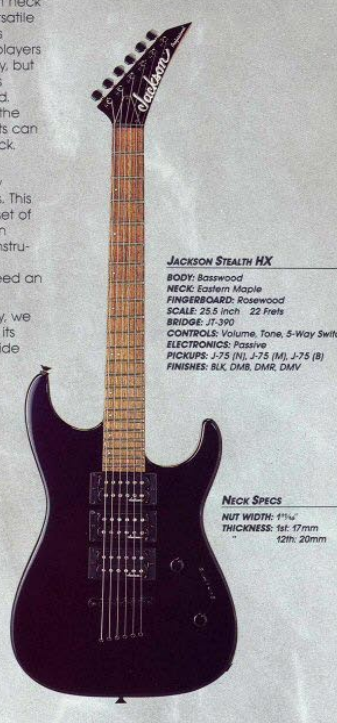 n neck
rsatile
s
players
y, but
s
d.
the
ts can
ck.
y
s. This
set of
n
nstru-
eed an
y, we
its
ide
Jackson
Professional
JACKSON STEALTH HX
BODY: Basswood
NECK: Eastern Maple
FINGERBOARD: Rosewood
SCALE: 25.5 inch 22 Frets
BRIDGE: JT-390
CONTROLS: Volume, Tone, 5-Way Swit
ELECTRONICS: Passive
PICKUPS: J-75 (N), J-75 (M), J-75 (B)
FINISHES: BLK, DMB, DMR, DMV
NECK SPECS
NUT WIDTH: 1 11/16"
THICKNESS: 1st: 17mm
" 12th: 20mm